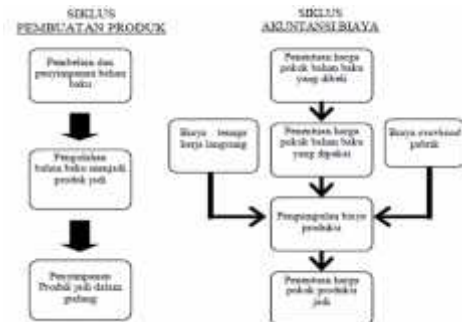 SIKLUS
PEMBUATAN PRODUK
Pembelian dan
penyimpanan bahan
baku
Pengolahan
bahan baku menjadi
produk jadi
Penyimpanan
Produk jadi dalam
gudang
SIKLUS
AKUNTANSI BIAYA
Penentuan harga
pokok bahan baku
yang dibeli
Biaya tenaga
kerja langsung
Penentuan harga
pokok bahan baku
yang dipakai
Biaya overhead
pabrik
Pengumpulan biaya
produksi
Penentuan harga
pokok produksi
jadi